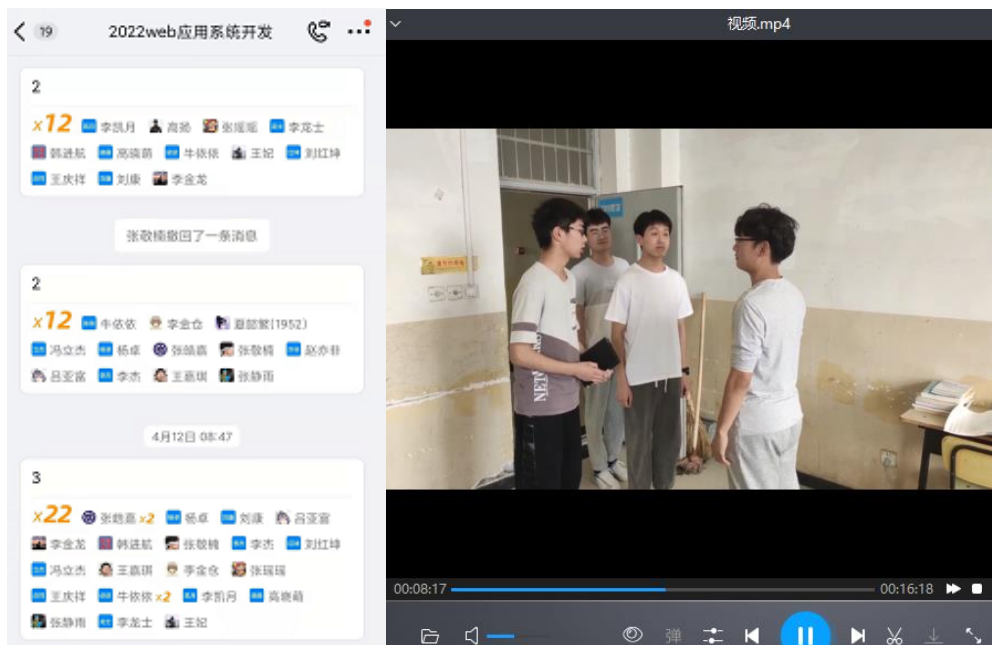 19 2022web应用系统开发
2
x12 李凯月 高扬 张瑶瑶 李龙士
韩进航 高晓萌 牛依依 王妃 刘红坤
王庆祥 刘康 李金龙
张敬楠撤回了一条消息
2
x12 牛依依 李金仓
冯立杰 杨卓 张皓嘉 张敬楠 赵亦菲
吕亚富 李杰 王嘉琪 张静雨
4月12日 08:47
3
x22 张皓嘉 x2 杨卓 刘康 吕亚富
李金龙 韩进航 张敬楠 李杰 刘红坤
冯立杰 王嘉琪 李金仓 张瑶瑶
王庆祥 牛依依 x2 李凯月 高晓萌
张静雨 李龙士 王妃
视频.mp4
NETWORK
00:08:17 00:16:18
弹